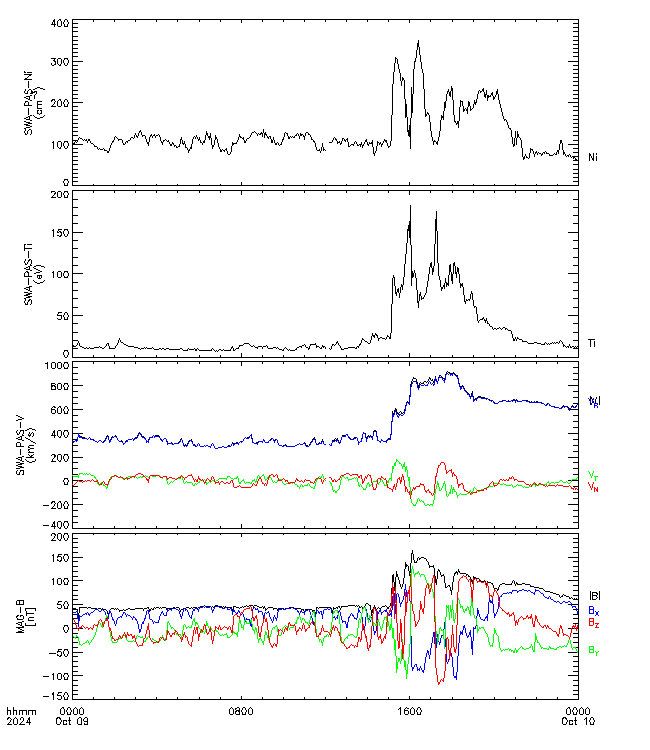 400
300
200
100
0
SWA-PAS-Ni
(cm-3)
Ni
200
150
100
50
0
SWA-PAS-Ti
(eV)
Ti
1000
800
600
400
200
0
-200
-400
SWA-PAS-V
(km/s)
VT
VN
200
150
100
50
0
-50
-100
-150
MAG-B
[nT]
|B|
BX
BZ
BY
hhmm 0000 0800 1600 0000
2024 Oct 09 Oct 10